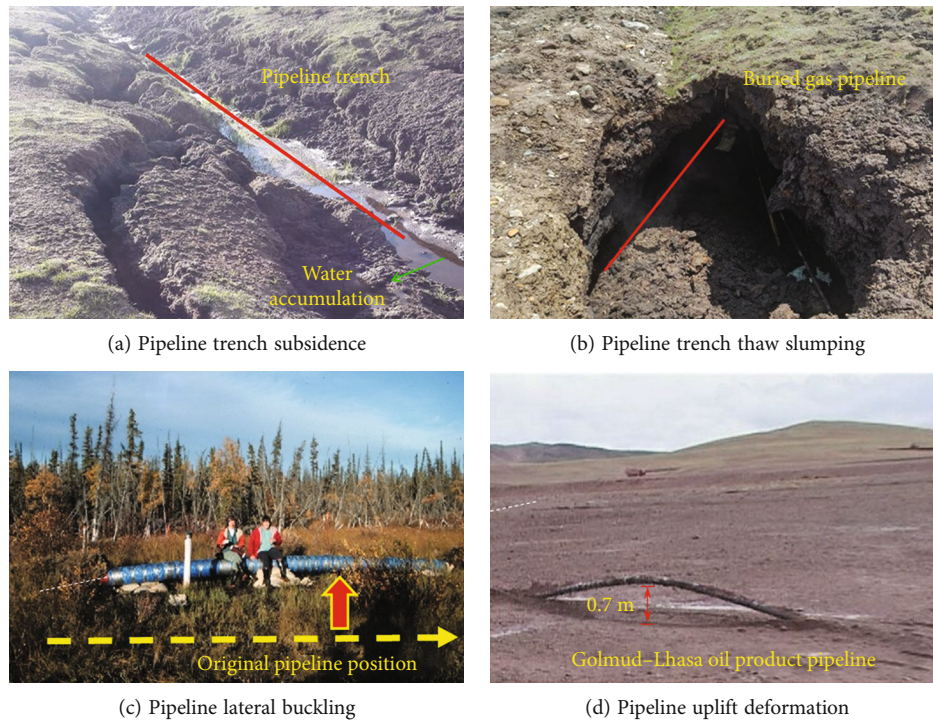 Pipeline trench
Water
accumulation
(a) Pipeline trench subsidence
Buried gas pipeline
(b) Pipeline trench thaw slumping
Original pipeline position
(c) Pipeline lateral buckling
0.7 m
Golmud–Lhasa oil product pipeline
(d) Pipeline uplift deformation